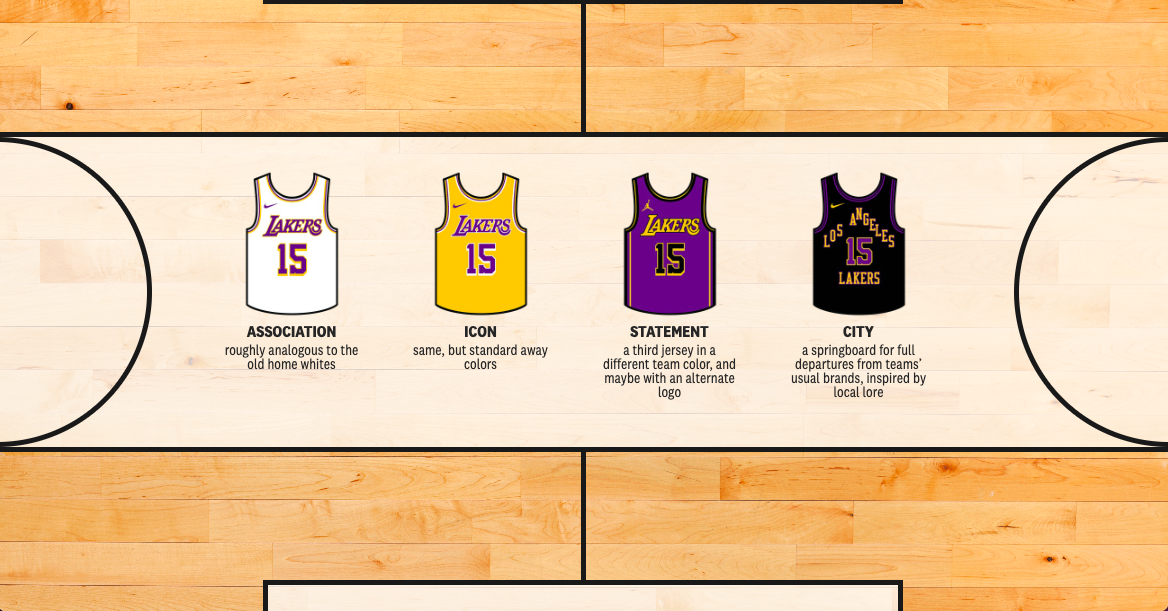 LAKERS
15
LAKERS
15
LAKERS
15
LOS ANGELES
15
LAKERS
ASSOCIATION
roughly analogous to the
old home whites
ICON
same, but standard away
colors
STATEMENT
a third jersey in a
different team color, and
maybe with an alternate
logo
CITY
a springboard for full
departures from teams’
usual brands, inspired by
local lore